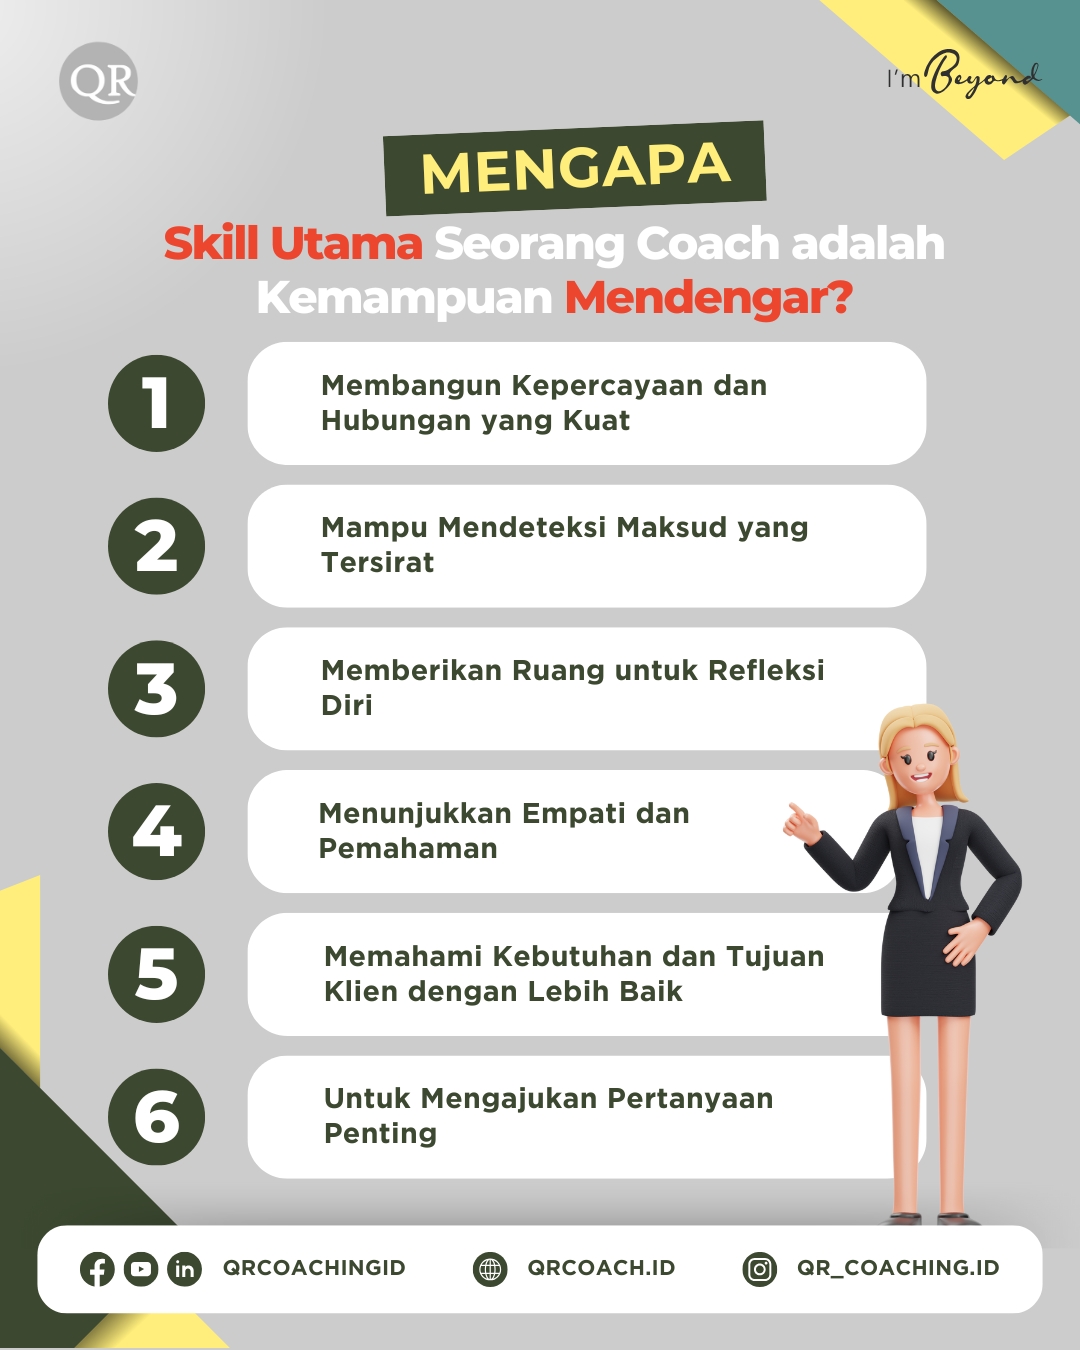 QR
I'm Beyond
MENGAPA
Skill Utama Seorang Coach adalah
Kemampuan Mendengar?
1
Membangun Kepercayaan dan
Hubungan yang Kuat
2
Mampu Mendeteksi Maksud yang
Tersirat
3
Memberikan Ruang untuk Refleksi
Diri
4
Menunjukkan Empati dan
Pemahaman
5
Memahami Kebutuhan dan Tujuan
Klien dengan Lebih Baik
6
Untuk Mengajukan Pertanyaan
Penting
QRCOACHINGID QRCOACH.ID QR_COACHING.ID